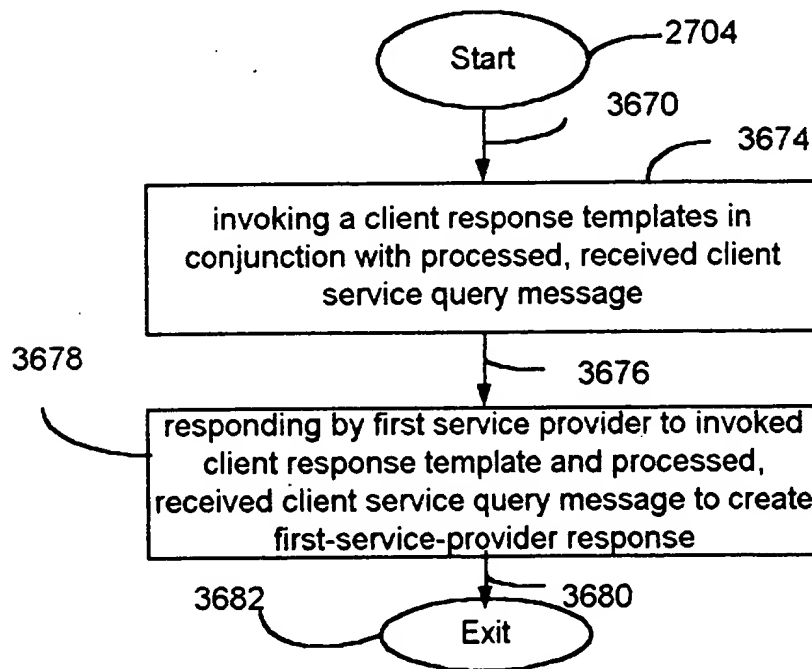 Start
2704
3670
3674
invoking a client response templates in
conjunction with processed, received client
service query message
3678
3676
responding by first service provider to invoked
client response template and processed,
received client service query message to create
first-service-provider response
3682
3680
Exit